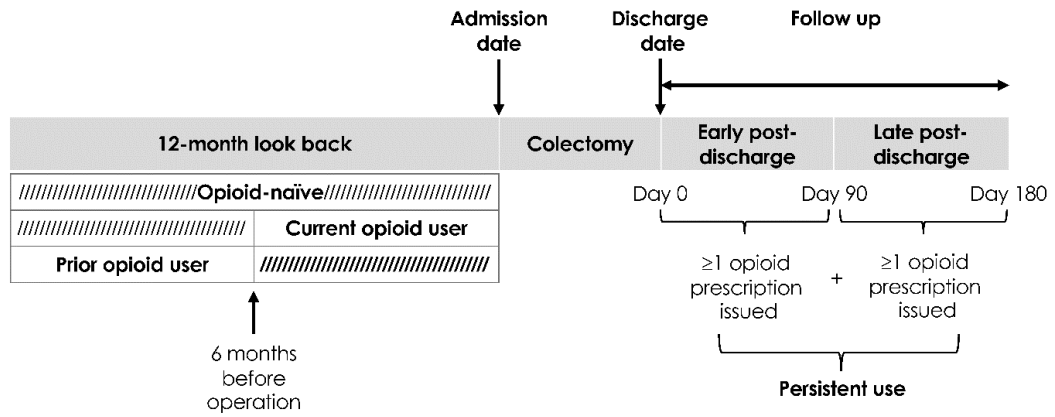 Admission
date
Discharge
date
Follow up
12-month look back
Colectomy
Early post-
discharge
Late post-
discharge
///////////////////////////////Opioid-naïve/////////////////////////////
Day 0
Day 90
Day 180
///////////////////////////////////////
Current opioid user
Prior opioid user
///////////////////////////////////////
≥1 opioid
prescription
issued
+
≥1 opioid
prescription
issued
6 months
before
operation
Persistent use